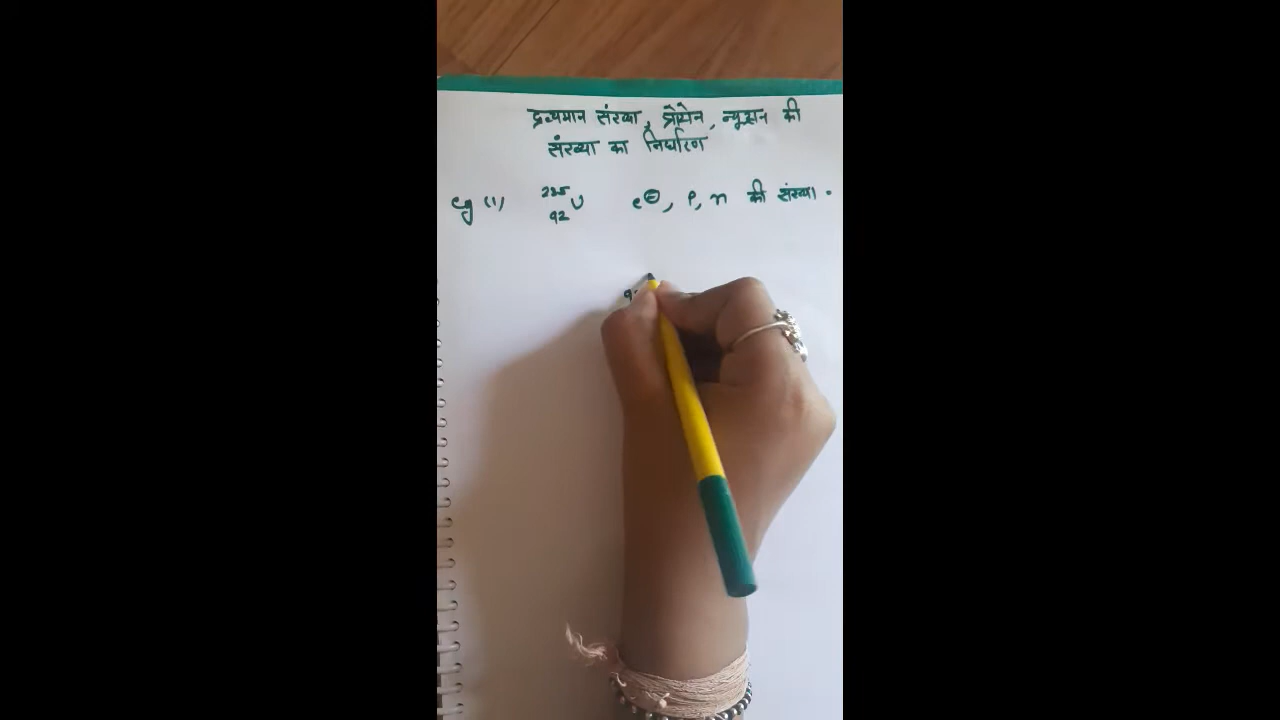 द्रव्यमान संख्या, प्रोटोन, न्यूट्रान की
संख्या का निर्धारण
eg (1) ²³⁵₉₂U e⊖, P, n की संख्या .